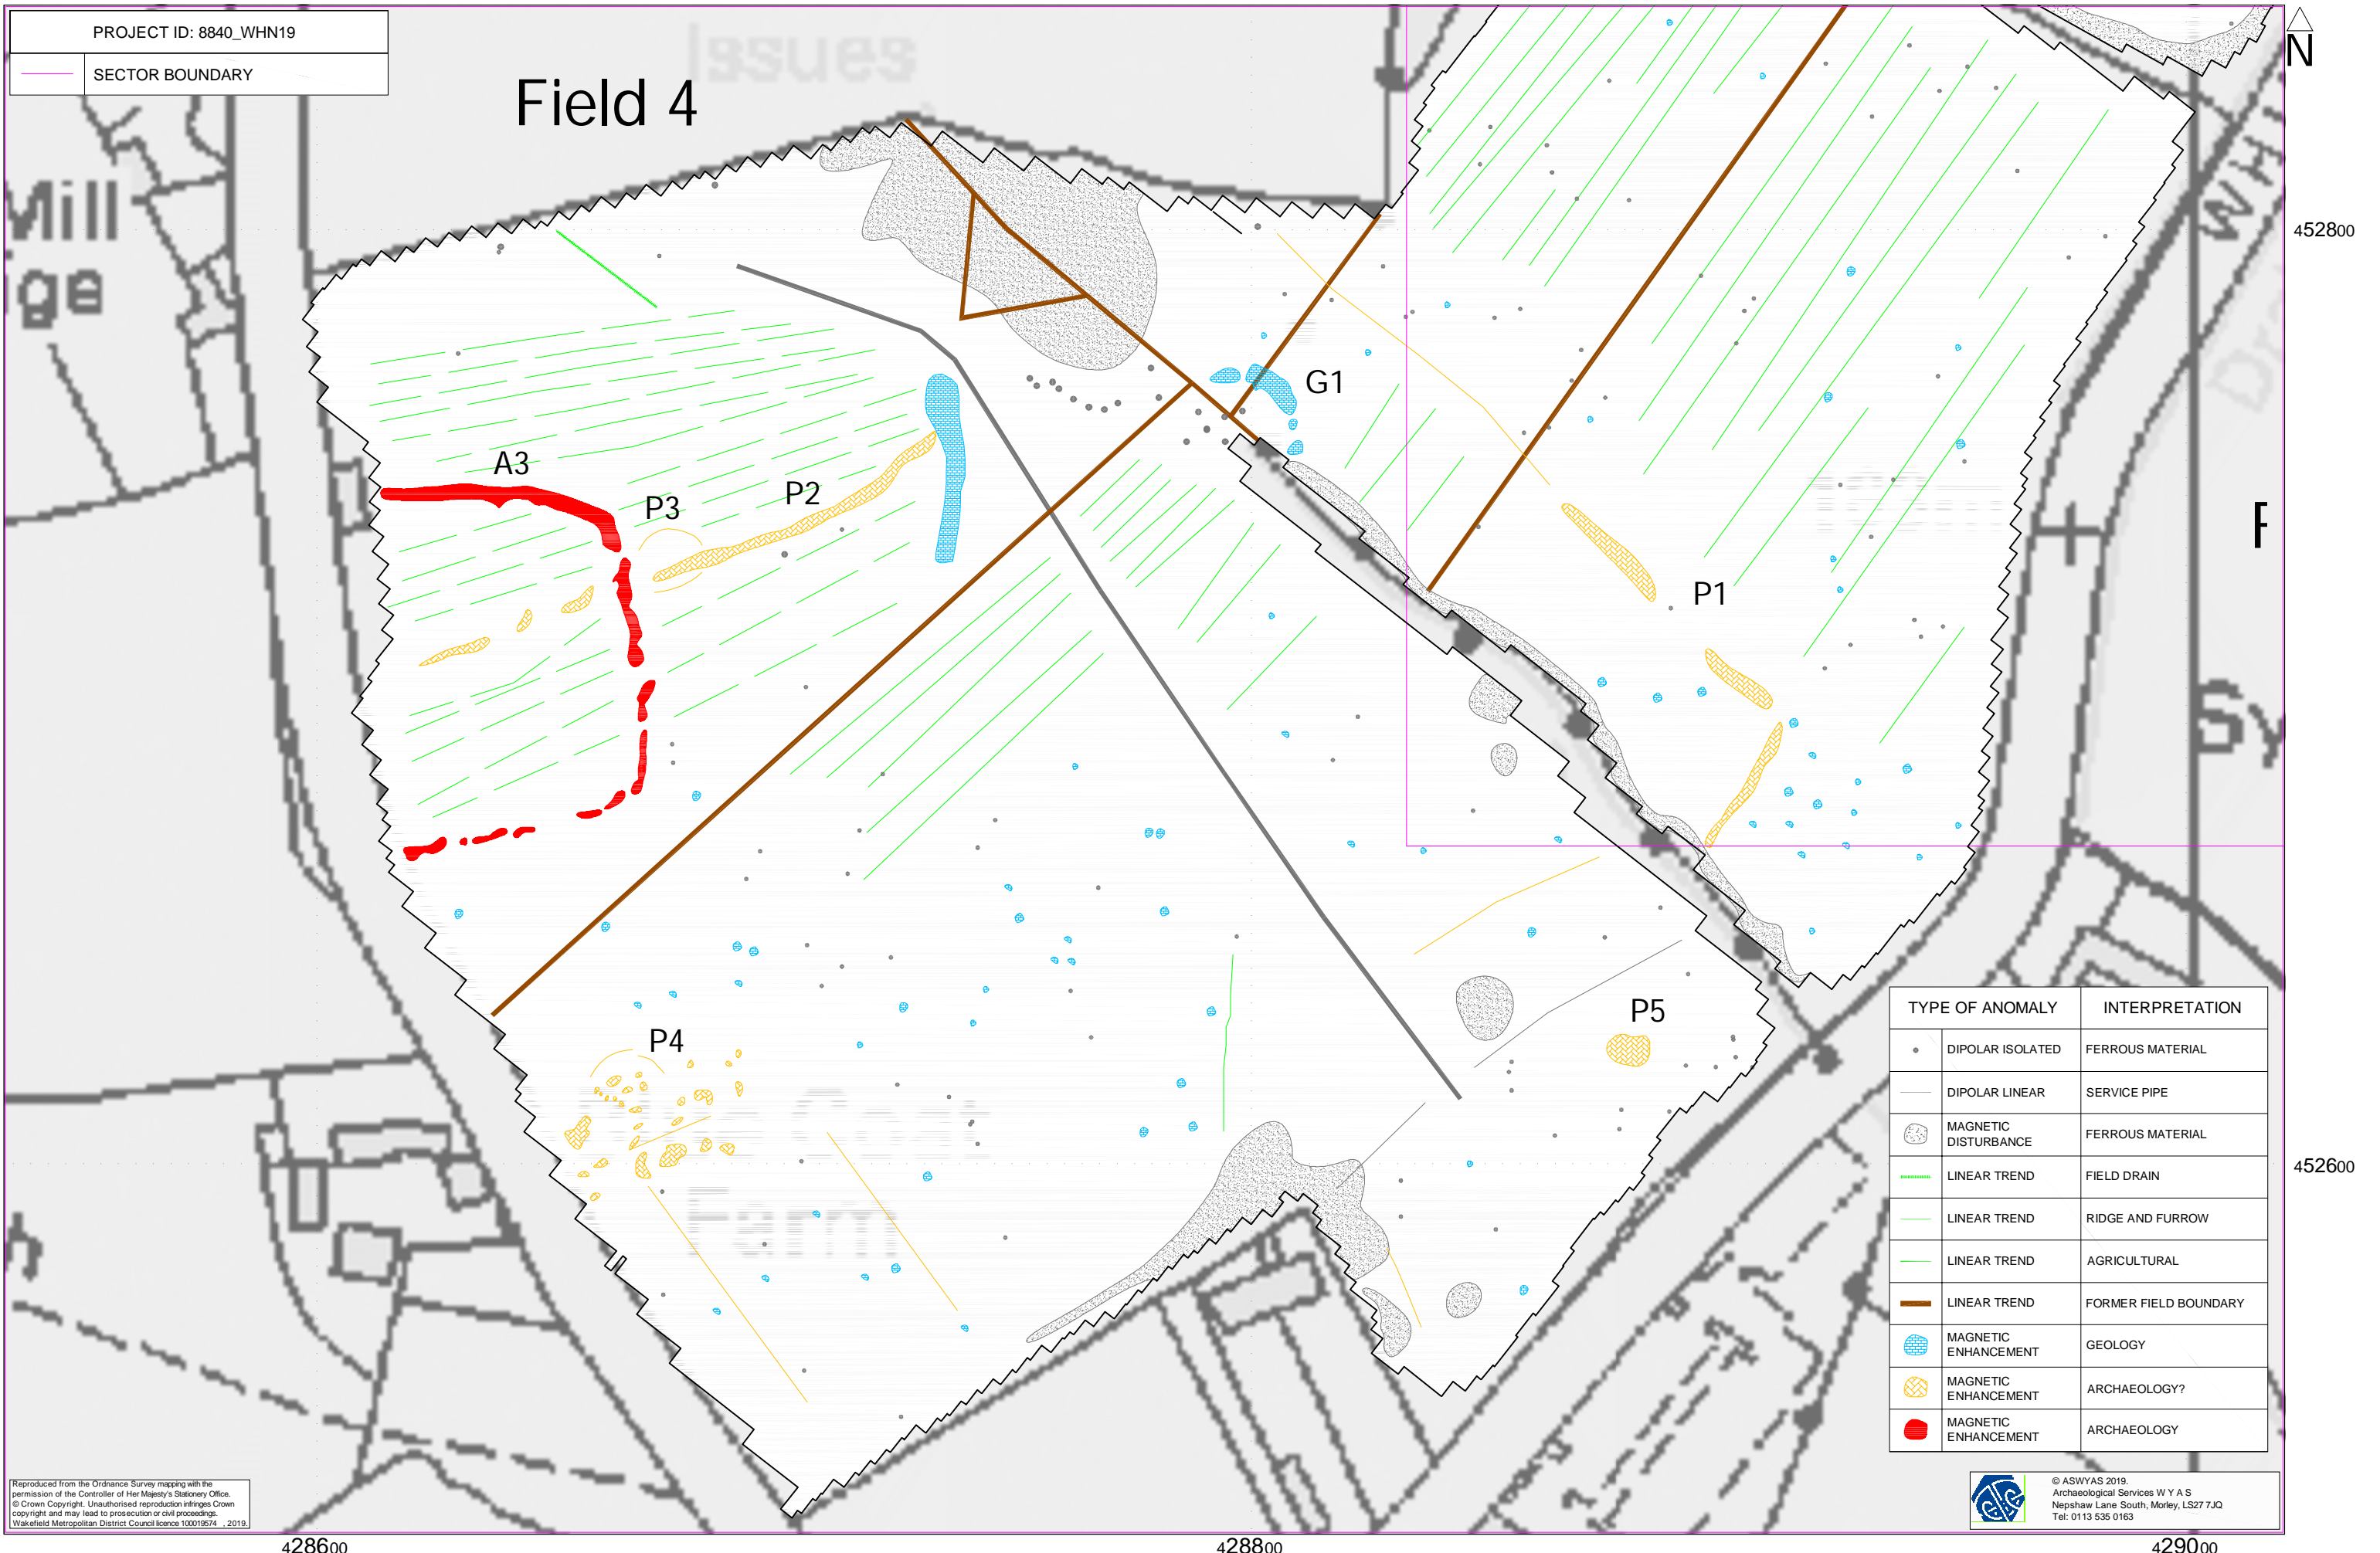 PROJECT ID: 8840_WHN19
SECTOR BOUNDARY
Issues
Field 4
N
Mill
ge
452800
G1
A3
P3
P2
P1
F
Sy
P5
P4
Farm
TYPE OF ANOMALY INTERPRETATION
DIPOLAR ISOLATED FERROUS MATERIAL
DIPOLAR LINEAR SERVICE PIPE
MAGNETIC DISTURBANCE FERROUS MATERIAL
LINEAR TREND FIELD DRAIN
LINEAR TREND RIDGE AND FURROW
LINEAR TREND AGRICULTURAL
LINEAR TREND FORMER FIELD BOUNDARY
MAGNETIC ENHANCEMENT GEOLOGY
MAGNETIC ENHANCEMENT ARCHAEOLOGY?
MAGNETIC ENHANCEMENT ARCHAEOLOGY
452600
Reproduced from the Ordnance Survey mapping with the
permission of the Controller of Her Majesty's Stationery Office.
© Crown Copyright. Unauthorised reproduction infringes Crown
copyright and may lead to prosecution or civil proceedings.
Wakefield Metropolitan District Council licence 100019574 , 2019.
© ASWYAS 2019.
Archaeological Services W Y A S
Nepshaw Lane South, Morley, LS27 7JQ
Tel: 0113 535 0163
428600
428800
429000